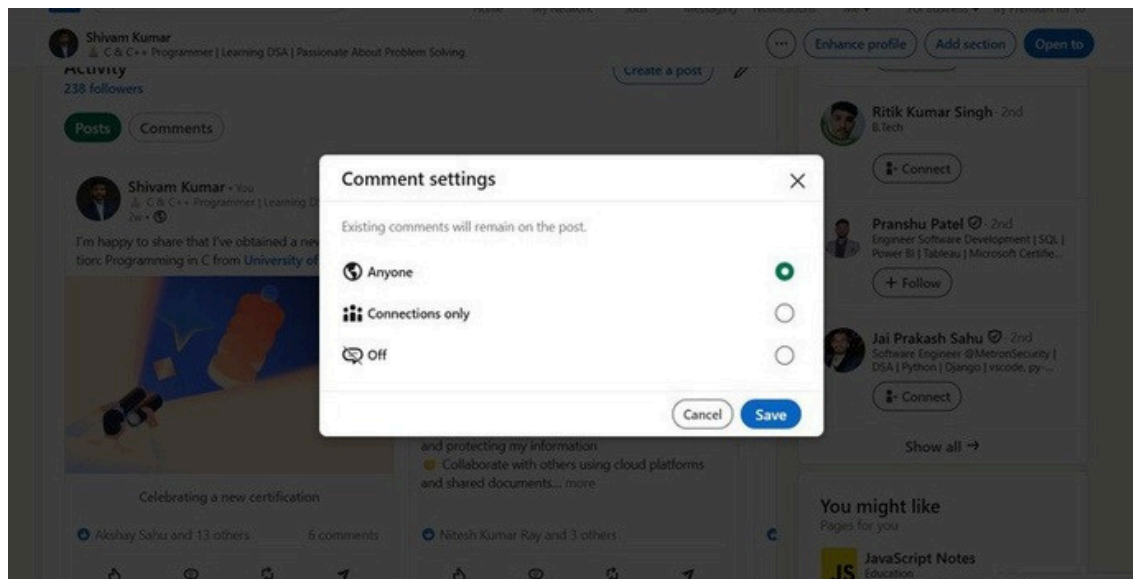 Shivam Kumar
C & C++ Programmer | Learning DSA | Passionate About Problem Solving.
Enhance profile
Add section
Open to
Activity
238 followers
Create a post
Posts
Comments
Shivam Kumar • You
C & C++ Programmer | Learning D
2w •
I'm happy to share that I've obtained a new
tion: Programming in C from University of
Celebrating a new certification
Akshay Sahu and 13 others
6 comments
Comment settings
Existing comments will remain on the post.
Anyone
Connections only
Off
Cancel
Save
and protecting my information
Collaborate with others using cloud platforms
and shared documents... more
Nitesh Kumar Ray and 3 others
Ritik Kumar Singh · 2nd
B.Tech
Connect
Pranshu Patel · 2nd
Engineer Software Development | SQL |
Power BI | Tableau | Microsoft Certifie...
+ Follow
Jai Prakash Sahu · 2nd
Software Engineer @MetronSecurity |
DSA | Python | Django | vscode, py-...
Connect
Show all →
You might like
Pages for you
JS
JavaScript Notes
Education